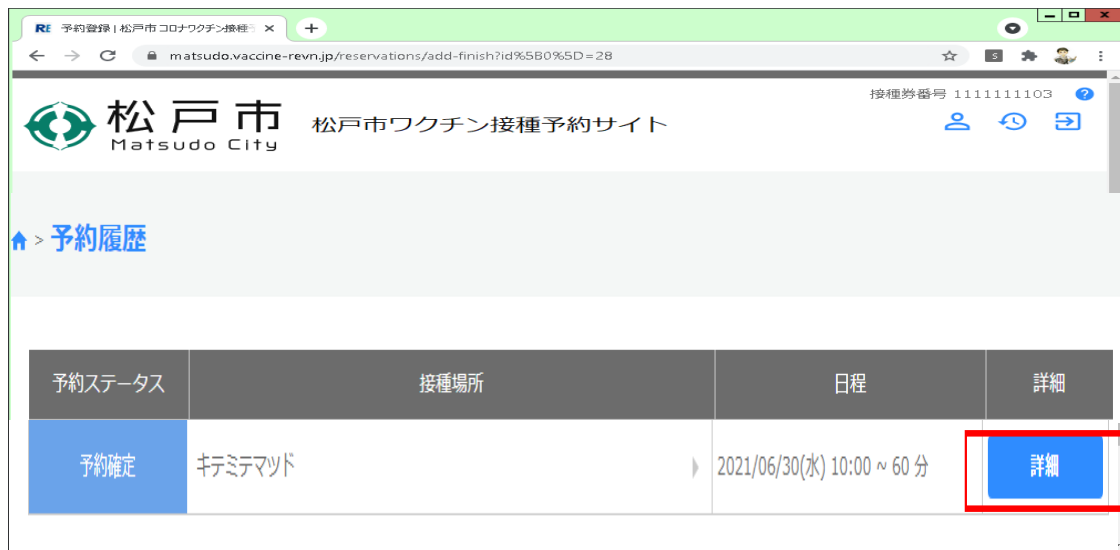 RE 予約登録 | 松戸市 コロナワクチン接種
matsudo.vaccine-revn.jp/reservations/add-finish?id%5B0%5D=28
接種券番号 1111111103
松戸市
Matsudo City
松戸市ワクチン接種予約サイト
> 予約履歴
予約ステータス 接種場所 日程 詳細
予約確定 キテミテマツド 2021/06/30(水) 10:00 ~ 60 分 詳細